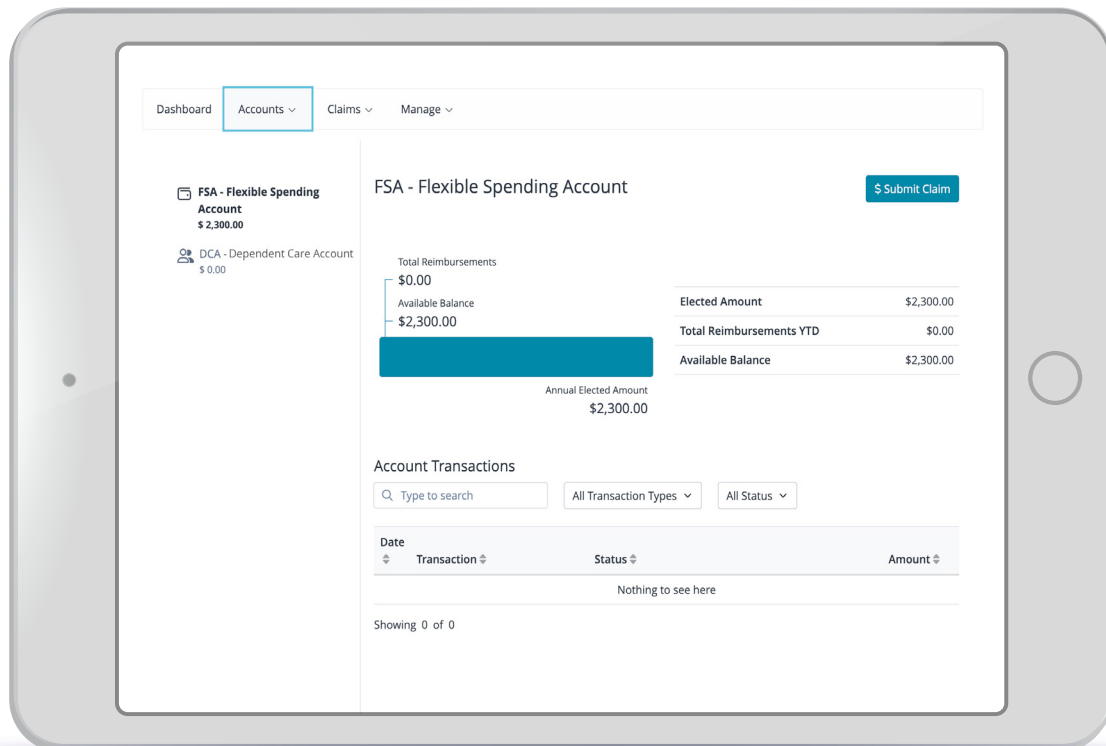 Dashboard
Accounts
Claims
Manage
FSA - Flexible Spending
Account
$ 2,300.00
DCA - Dependent Care Account
$ 0.00
FSA - Flexible Spending Account
$ Submit Claim
Total Reimbursements
$0.00
Available Balance
$2,300.00
Annual Elected Amount
$2,300.00
Elected Amount $2,300.00
Total Reimbursements YTD $0.00
Available Balance $2,300.00
Account Transactions
Type to search
All Transaction Types
All Status
Date
Transaction Status Amount
Nothing to see here
Showing 0 of 0